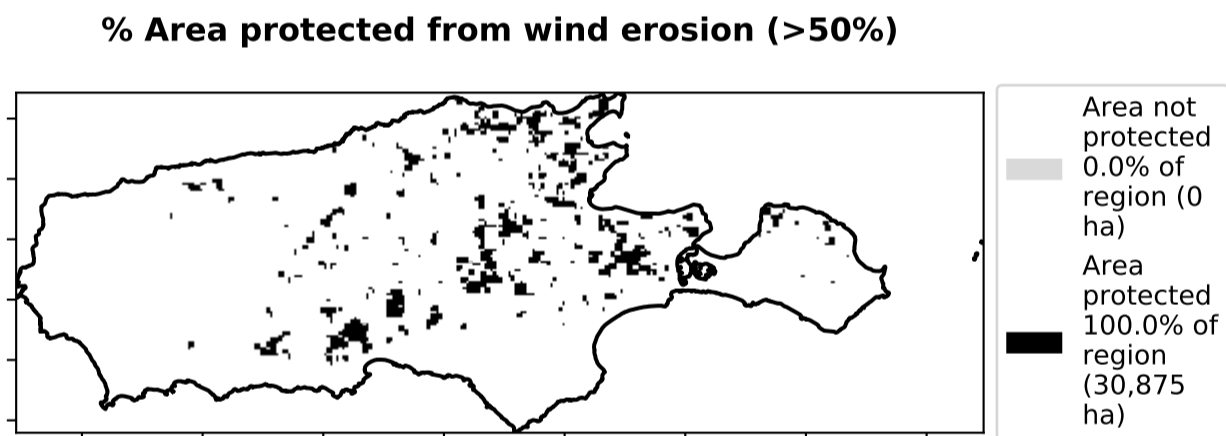 % Area protected from wind erosion (>50%)
Area not
protected
0.0% of
region (0
ha)
Area
protected
100.0% of
region
(30,875
ha)